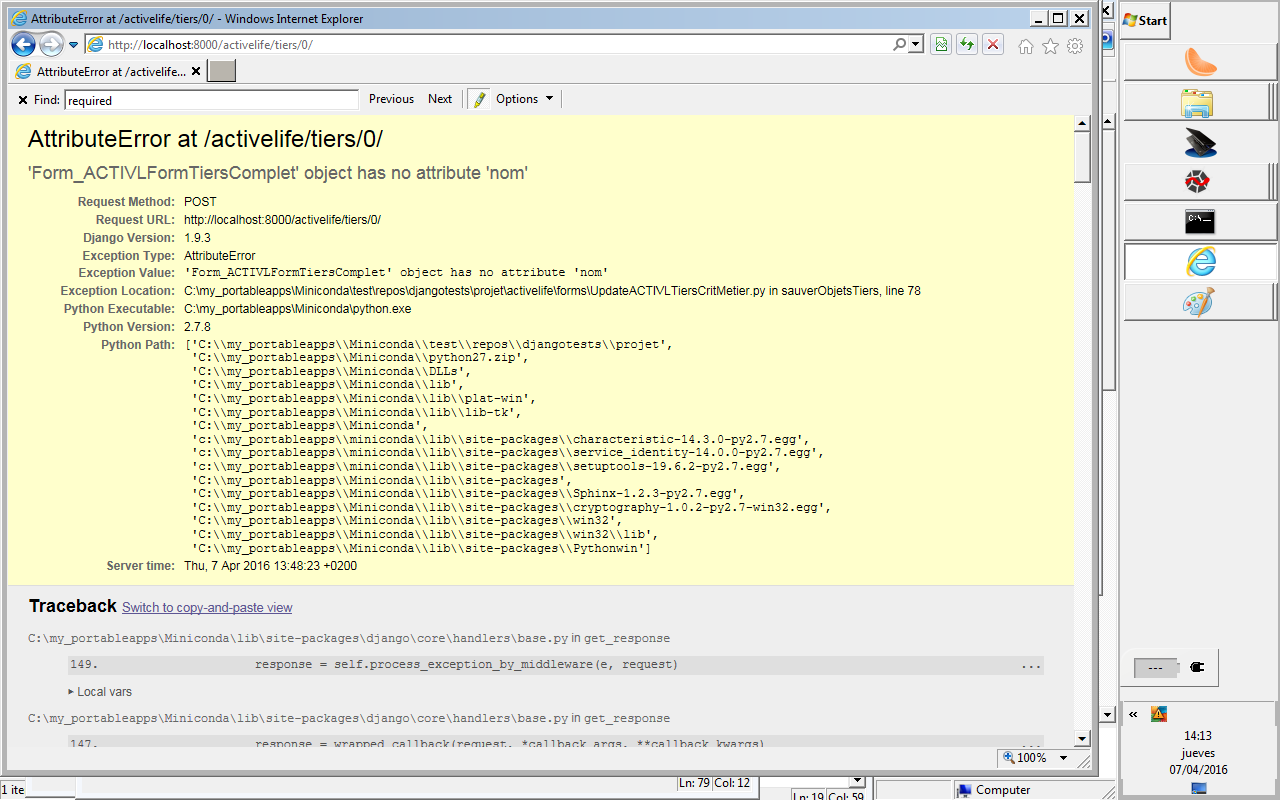 AttributeError at /activelife/tiers/0/ - Windows Internet Explorer
http://localhost:8000/activelife/tiers/0/
AttributeError at /activelife...
Find: required Previous Next Options
AttributeError at /activelife/tiers/0/
'Form_ACTIVLFormTiersComplet' object has no attribute 'nom'
Request Method: POST
Request URL: http://localhost:8000/activelife/tiers/0/
Django Version: 1.9.3
Exception Type: AttributeError
Exception Value: 'Form_ACTIVLFormTiersComplet' object has no attribute 'nom'
Exception Location: C:\my_portableapps\Miniconda\test\repos\djangotests\projet\activelife\forms\UpdateACTIVLTiersCritMetier.py in sauverObjetsTiers, line 78
Python Executable: C:\my_portableapps\Miniconda\python.exe
Python Version: 2.7.8
Python Path: ['C:\\my_portableapps\\Miniconda\\test\\repos\\djangotests\\projet',
'C:\\my_portableapps\\Miniconda\\python27.zip',
'C:\\my_portableapps\\Miniconda\\DLLs',
'C:\\my_portableapps\\Miniconda\\lib',
'C:\\my_portableapps\\Miniconda\\lib\\plat-win',
'C:\\my_portableapps\\Miniconda\\lib\\lib-tk',
'C:\\my_portableapps\\Miniconda',
'c:\\my_portableapps\\miniconda\\lib\\site-packages\\characteristic-14.3.0-py2.7.egg',
'c:\\my_portableapps\\miniconda\\lib\\site-packages\\service_identity-14.0.0-py2.7.egg',
'c:\\my_portableapps\\miniconda\\lib\\site-packages\\setuptools-19.6.2-py2.7.egg',
'C:\\my_portableapps\\Miniconda\\lib\\site-packages',
'C:\\my_portableapps\\Miniconda\\lib\\site-packages\\Sphinx-1.2.3-py2.7.egg',
'C:\\my_portableapps\\Miniconda\\lib\\site-packages\\cryptography-1.0.2-py2.7-win32.egg',
'C:\\my_portableapps\\Miniconda\\lib\\site-packages\\win32',
'C:\\my_portableapps\\Miniconda\\lib\\site-packages\\win32\\lib',
'C:\\my_portableapps\\Miniconda\\lib\\site-packages\\Pythonwin']
Server time: Thu, 7 Apr 2016 13:48:23 +0200
Traceback Switch to copy-and-paste view
C:\my_portableapps\Miniconda\lib\site-packages\django\core\handlers\base.py in get_response
149. response = self.process_exception_by_middleware(e, request) ...
Local vars
C:\my_portableapps\Miniconda\lib\site-packages\django\core\handlers\base.py in get_response
147. response = wrapped_callback(request, *callback_args, **callback_kwargs) ...
100%
1 ite
Ln: 79 Col: 12
Ln: 19 Col: 59
Computer
Start
C:\_
---
«
14:13
jueves
07/04/2016